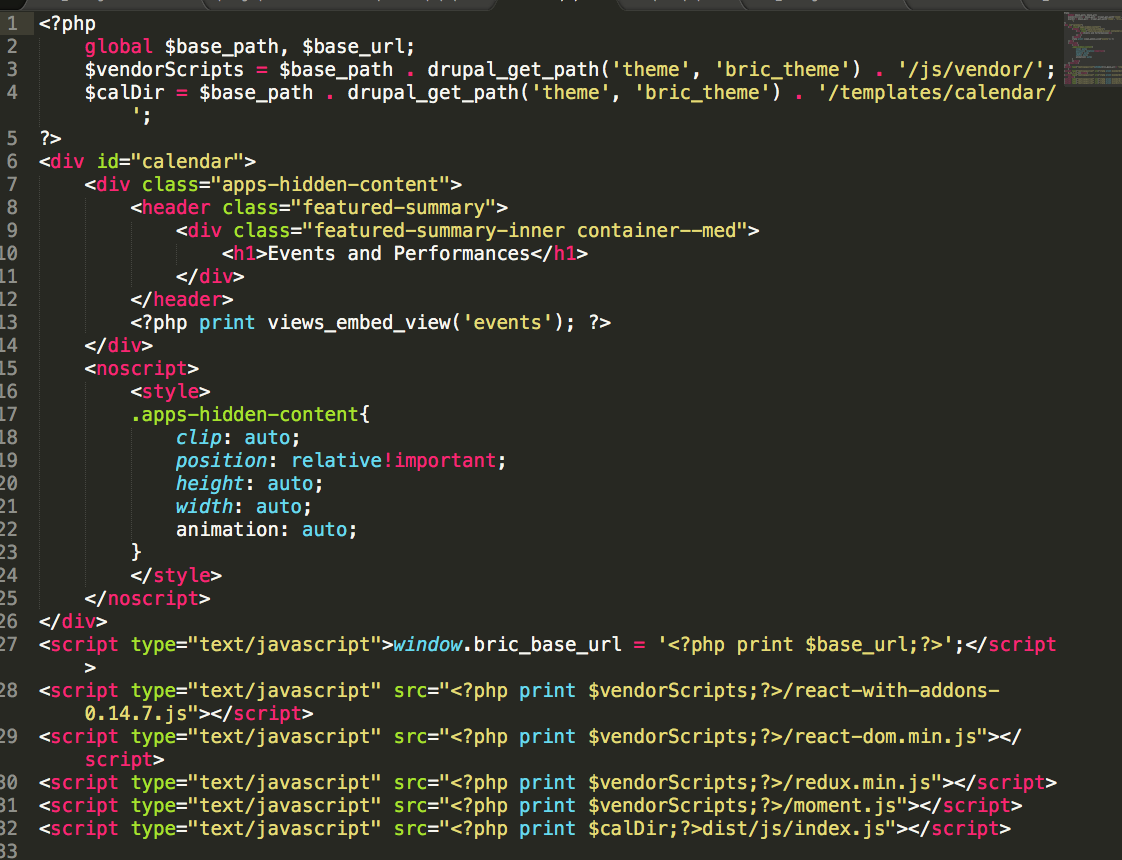 1 <?php
2     global $base_path, $base_url;
3     $vendorScripts = $base_path . drupal_get_path('theme', 'bric_theme') . '/js/vendor/';
4     $calDir = $base_path . drupal_get_path('theme', 'bric_theme') . '/templates/calendar/
        ';
5 ?>
6 <div id="calendar">
7     <div class="apps-hidden-content">
8         <header class="featured-summary">
9             <div class="featured-summary-inner container--med">
10                 <h1>Events and Performances</h1>
11             </div>
12         </header>
13         <?php print views_embed_view('events'); ?>
14     </div>
15     <noscript>
16         <style>
17         .apps-hidden-content{
18             clip: auto;
19             position: relative!important;
20             height: auto;
21             width: auto;
22             animation: auto;
23         }
24         </style>
25     </noscript>
26 </div>
27 <script type="text/javascript">window.bric_base_url = '<?php print $base_url;?>';</script
    >
28 <script type="text/javascript" src="<?php print $vendorScripts;?>/react-with-addons-
    0.14.7.js"></script>
29 <script type="text/javascript" src="<?php print $vendorScripts;?>/react-dom.min.js"></
    script>
30 <script type="text/javascript" src="<?php print $vendorScripts;?>/redux.min.js"></script>
31 <script type="text/javascript" src="<?php print $vendorScripts;?>/moment.js"></script>
32 <script type="text/javascript" src="<?php print $calDir;?>dist/js/index.js"></script>
33